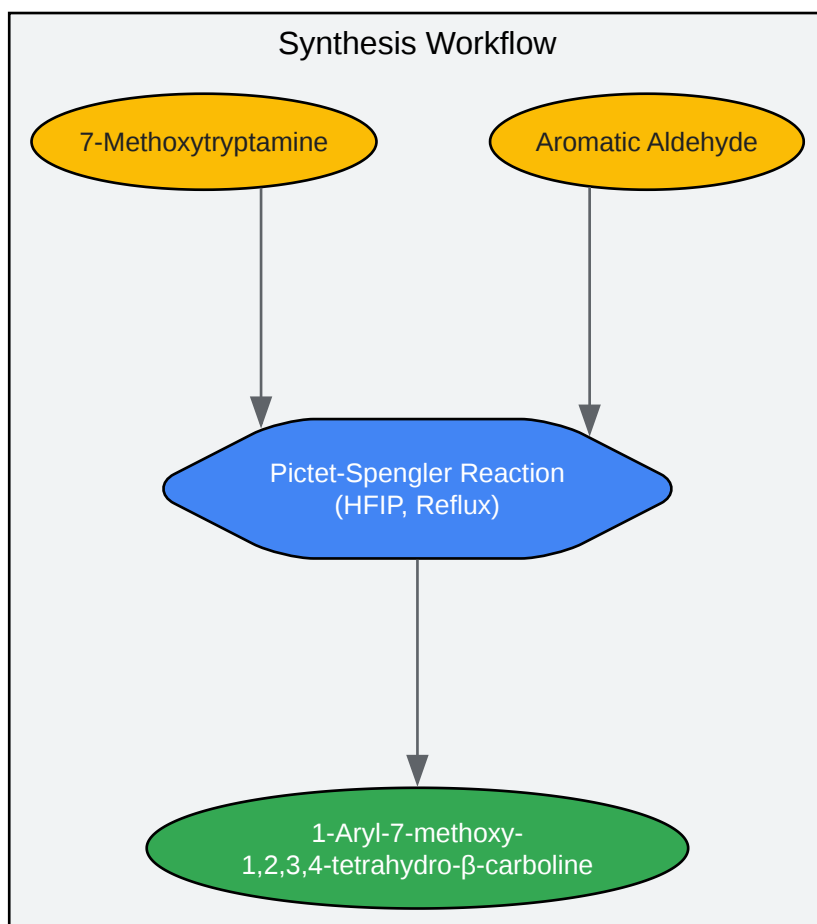 Synthesis Workflow
7-Methoxytryptamine
Aromatic Aldehyde
Pictet-Spengler Reaction
(HFIP, Reflux)
1-Aryl-7-methoxy-
1,2,3,4-tetrahydro-β-carboline